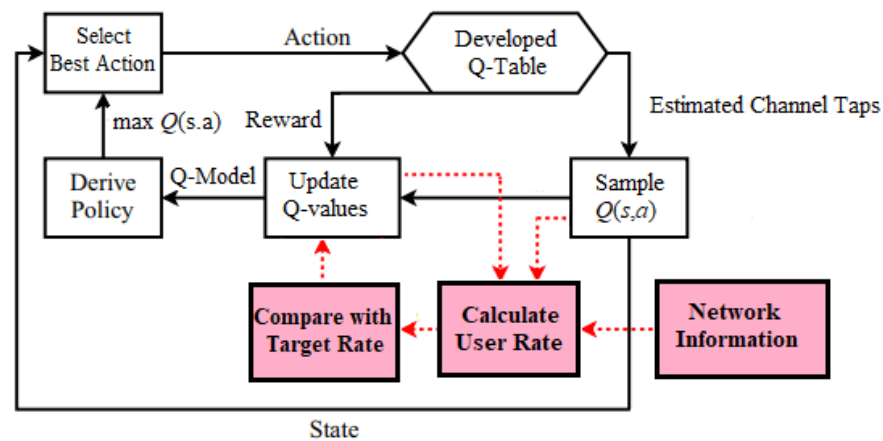 Select
Best Action
Action
Developed
Q-Table
max Q(s.a)
Reward
Estimated Channel Taps
Derive
Policy
Q-Model
Update
Q-values
Sample
Q(s,a)
Compare with
Target Rate
Calculate
User Rate
Network
Information
State